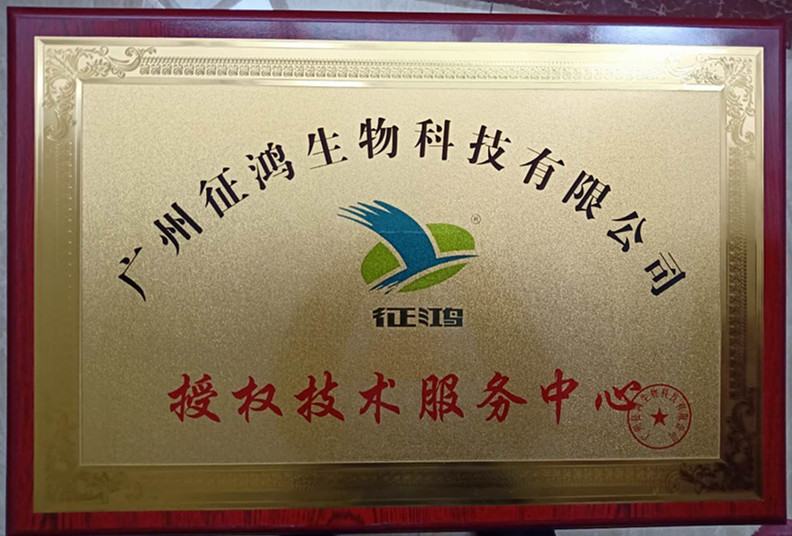 广州征鸿生物科技有限公司
®
征鸿
授权技术服务中心